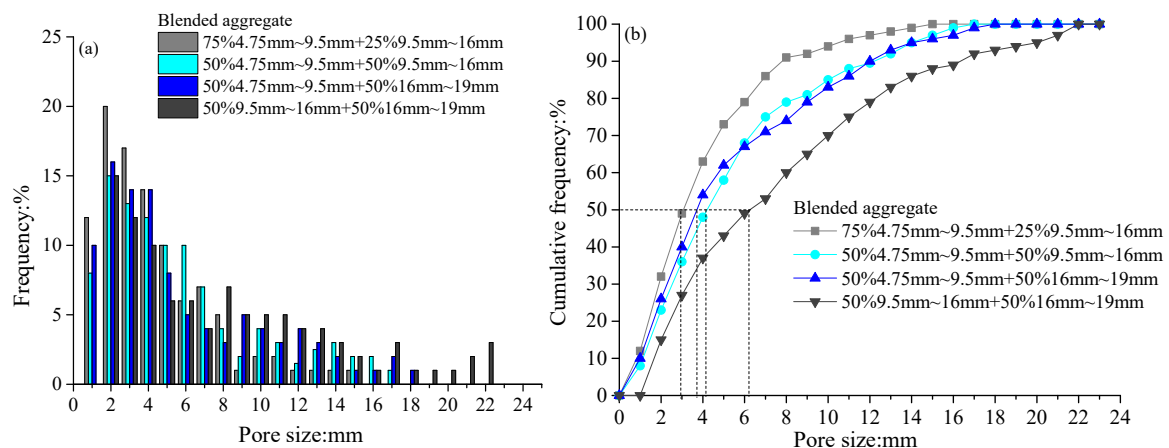 (a)
Blended aggregate
75%4.75mm~9.5mm+25%9.5mm~16mm
50%4.75mm~9.5mm+50%9.5mm~16mm
50%4.75mm~9.5mm+50%16mm~19mm
50%9.5mm~16mm+50%16mm~19mm
25
20
15
10
5
0
Frequency:%
0 2 4 6 8 10 12 14 16 18 20 22 24
Pore size:mm
(b)
100
90
80
70
60
50
40
30
20
10
0
Cumulative frequency:%
Blended aggregate
75%4.75mm~9.5mm+25%9.5mm~16mm
50%4.75mm~9.5mm+50%9.5mm~16mm
50%4.75mm~9.5mm+50%16mm~19mm
50%9.5mm~16mm+50%16mm~19mm
0 2 4 6 8 10 12 14 16 18 20 22 24
Pore size:mm